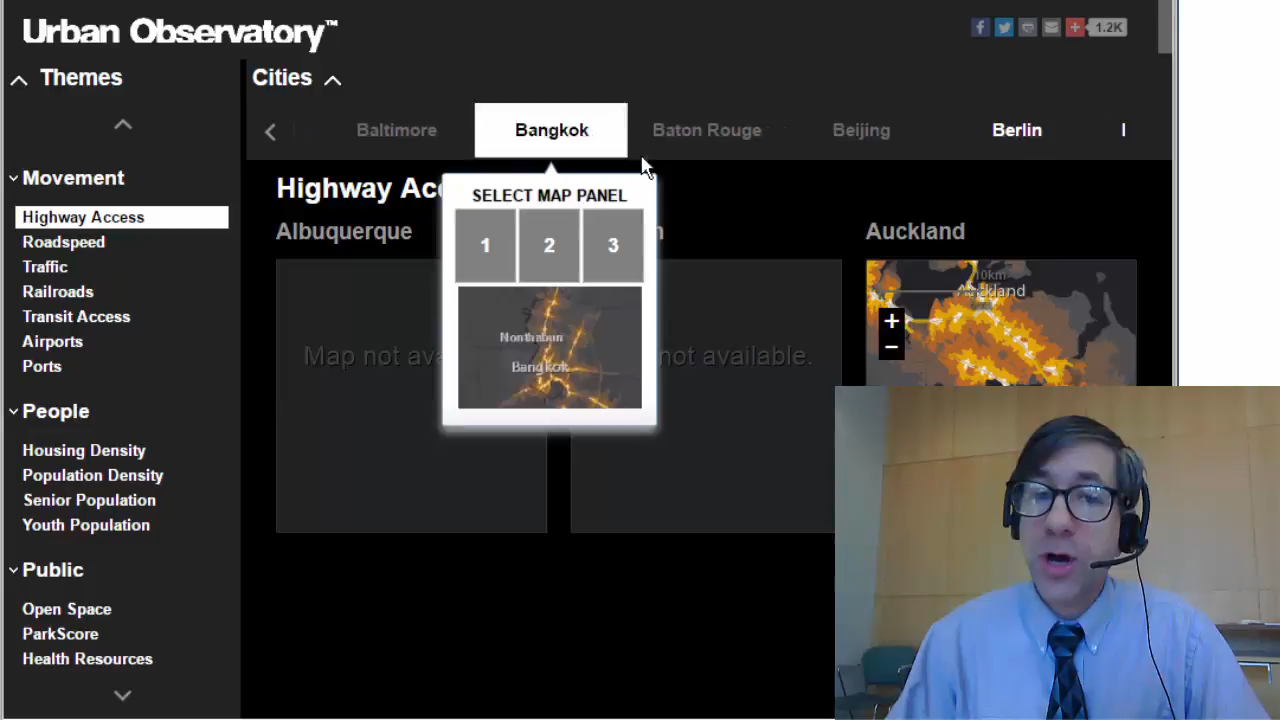 Urban Observatory™
1.2K
Themes
Cities
Baltimore
Bangkok
Baton Rouge
Beijing
Berlin
Movement
Highway Access
Roadspeed
Traffic
Railroads
Transit Access
Airports
Ports
People
Housing Density
Population Density
Senior Population
Youth Population
Public
Open Space
ParkScore
Health Resources
Highway Acc
SELECT MAP PANEL
1 2 3
Nonthaburi
Bangkok
Albuquerque
Auckland
Map not ava
not available.
10km
Auckland
+
−